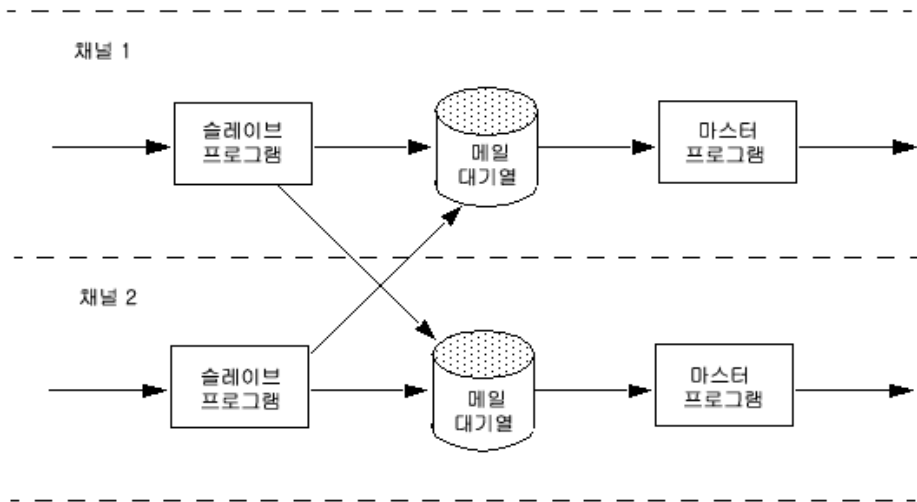 채널 1
슬레이브
프로그램
메일
대기열
마스터
프로그램
채널 2
슬레이브
프로그램
메일
대기열
마스터
프로그램